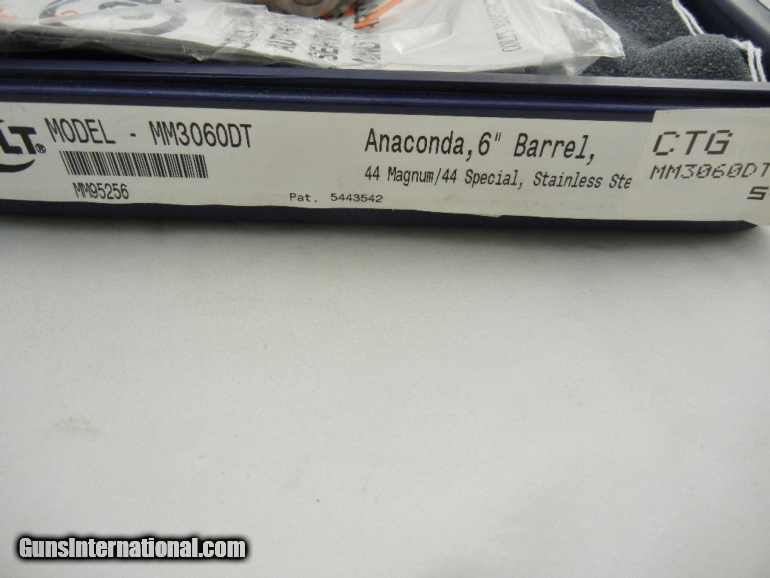 LT®
MODEL - MM3060DT
MM95256
Pat. 5443542
Anaconda, 6" Barrel,
44 Magnum/44 Special, Stainless Ste
CTG
MM3060DT
S
GunsInternational.com®